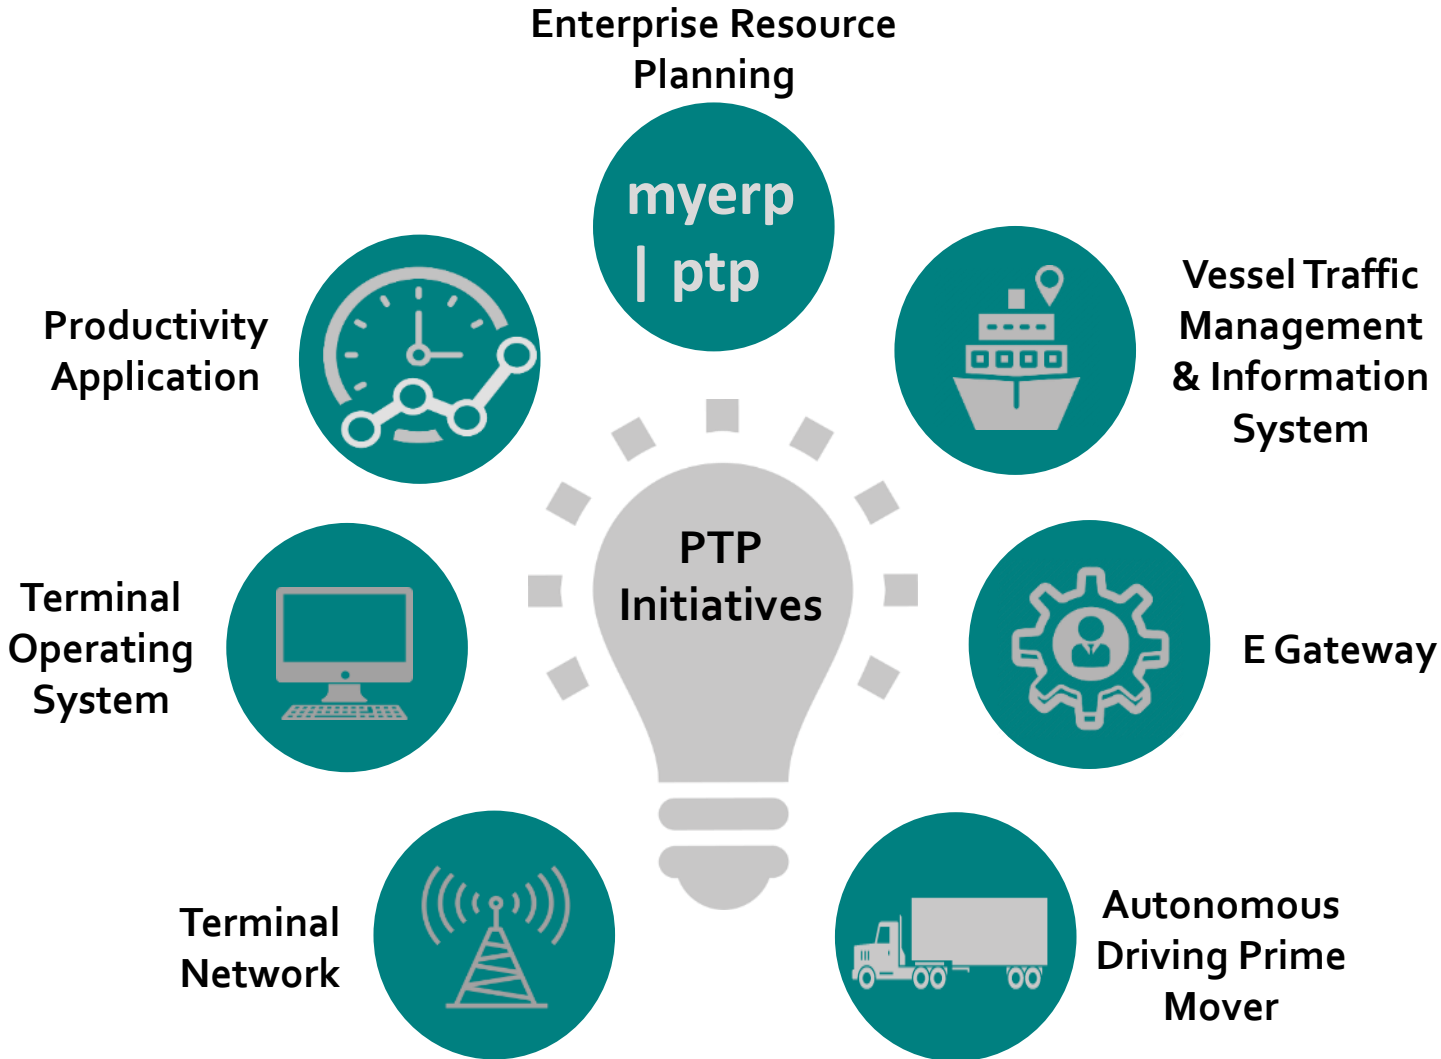 Enterprise Resource
Planning
myerp
| ptp
Vessel Traffic
Management
& Information
System
Productivity
Application
PTP
Initiatives
Terminal
Operating
System
E Gateway
Terminal
Network
Autonomous
Driving Prime
Mover